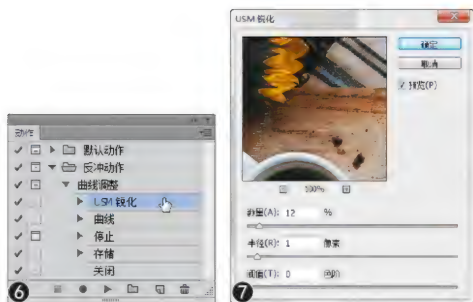 动作
默认动作
反冲动作
曲线调整
USM 锐化
曲线
停止
存储
关闭
6
USM 锐化
确定
取消
预览(P)
100%
数量(A): 12 %
半径(R): 1 像素
阈值(T): 0 色阶
7